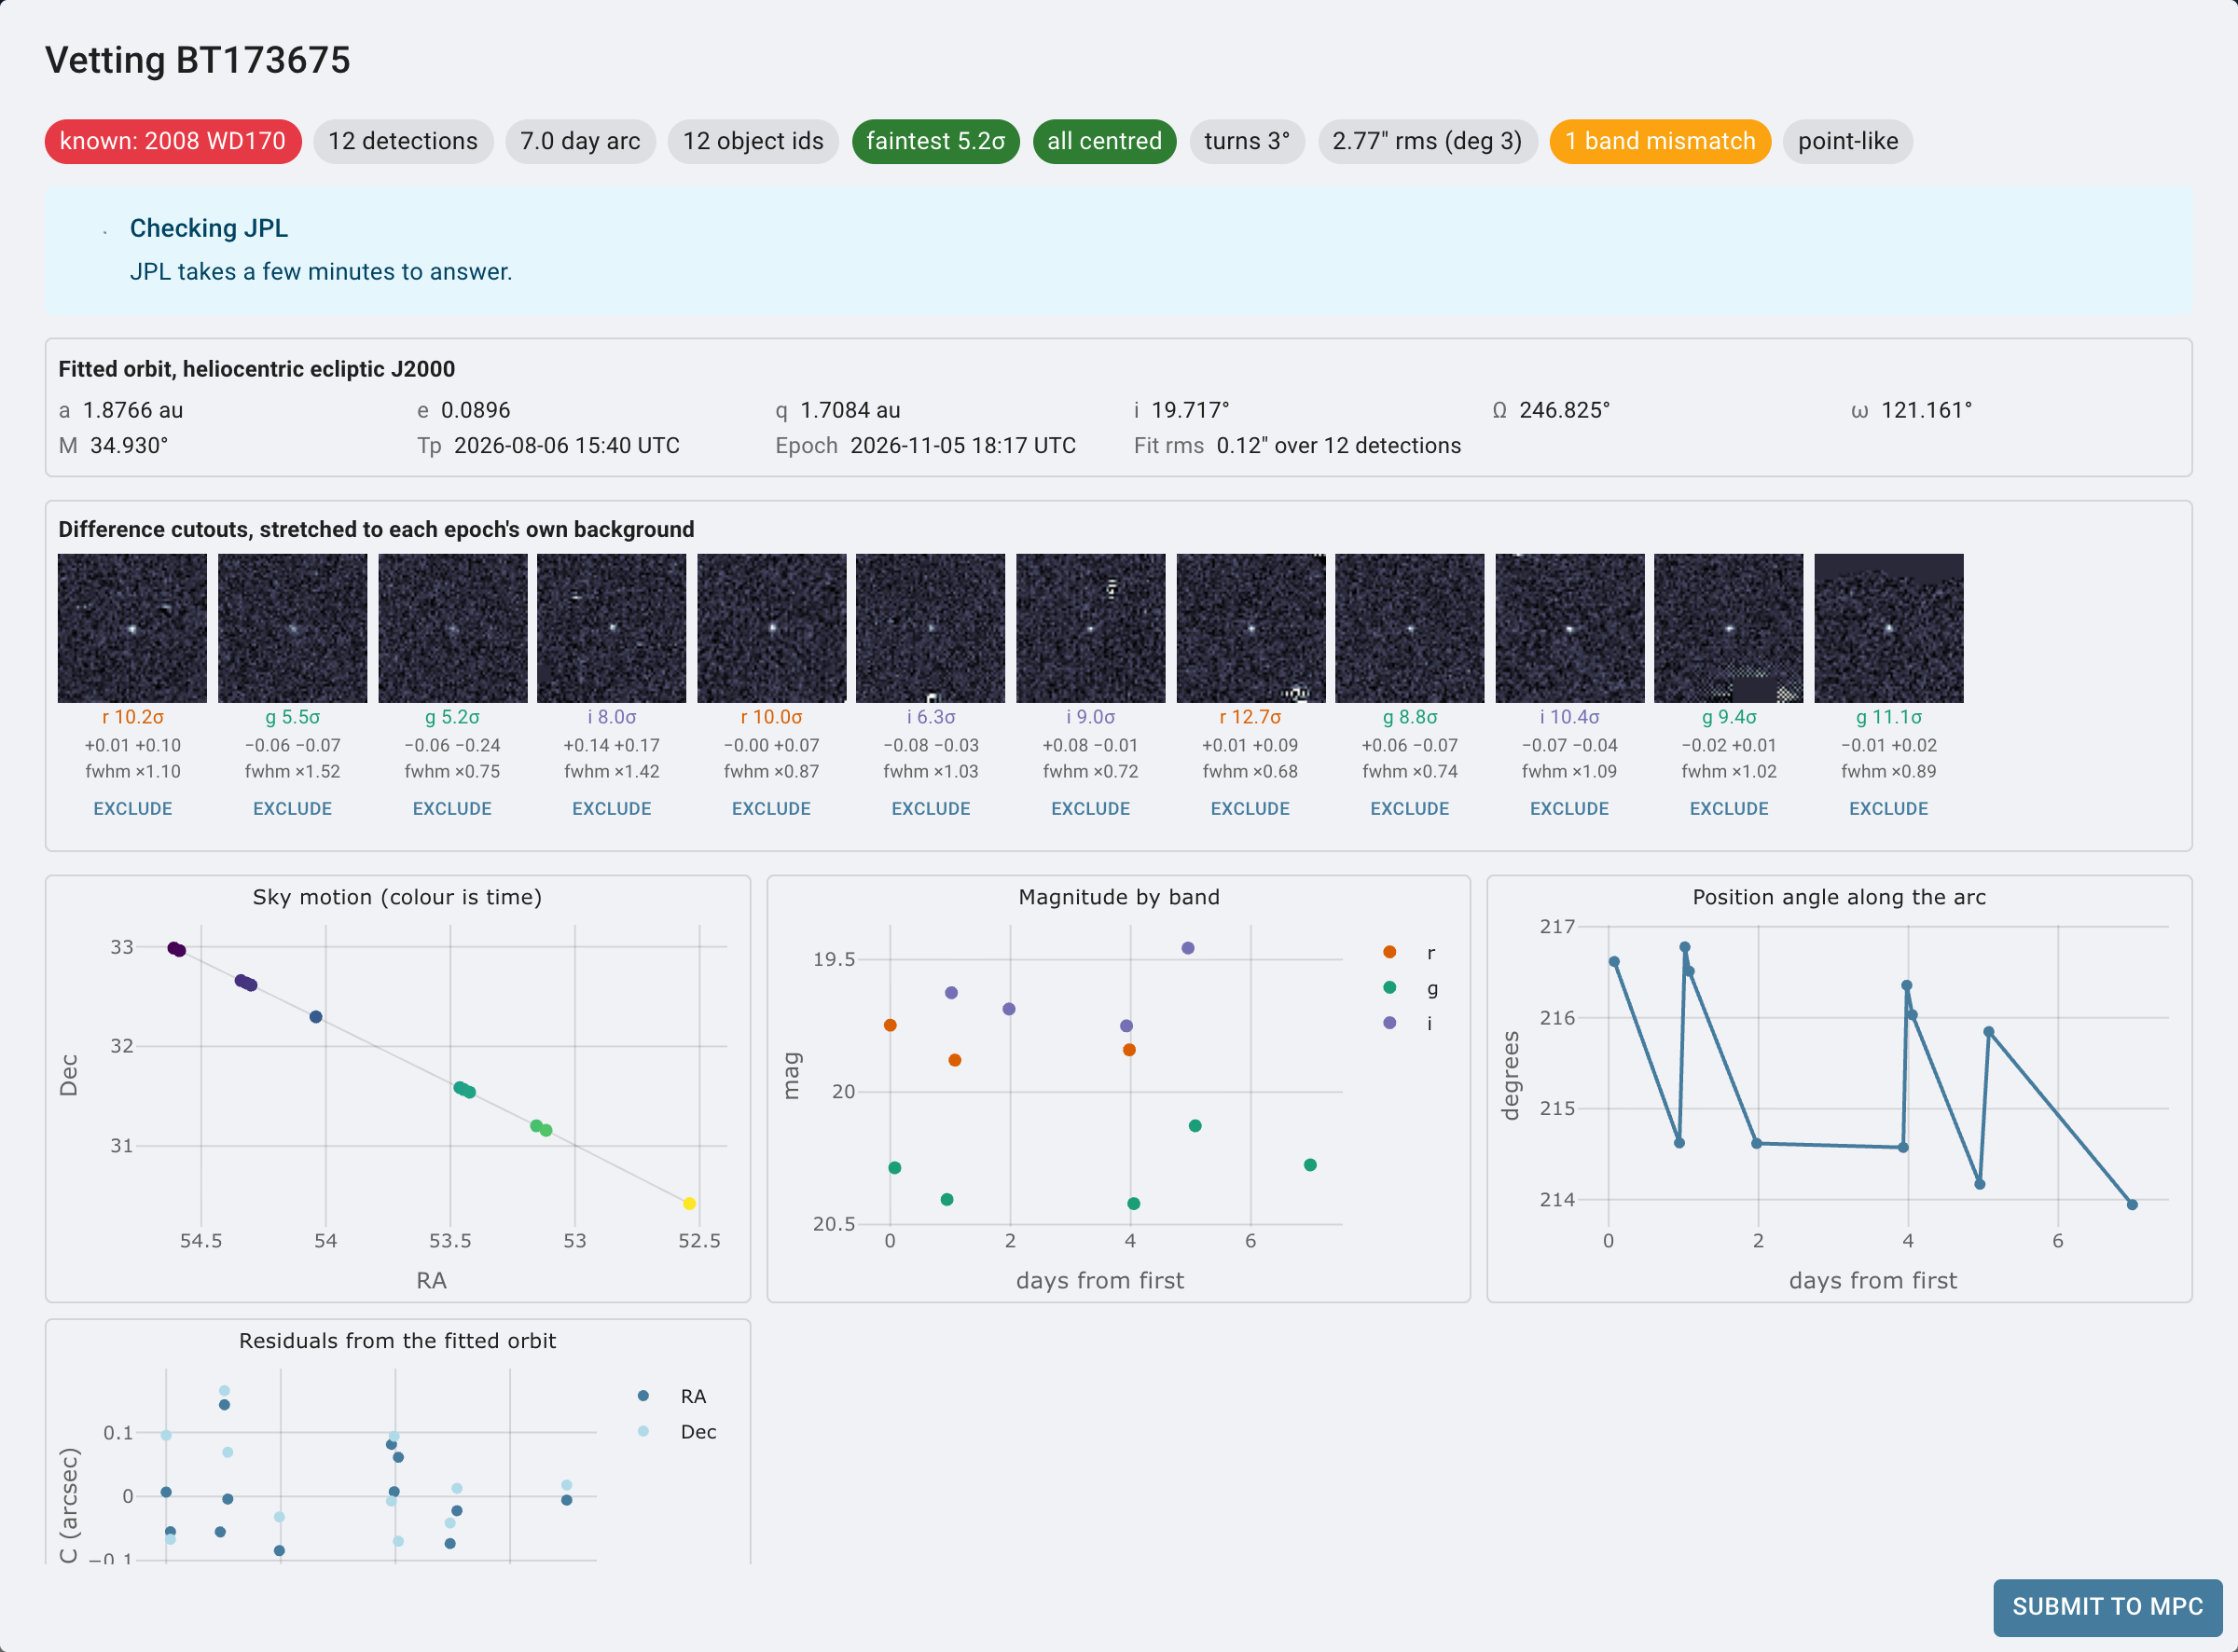 Vetting BT173675
known: 2008 WD170 12 detections 7.0 day arc 12 object ids faintest 5.2σ all centred turns 3° 2.77" rms (deg 3) 1 band mismatch point-like
Checking JPL
JPL takes a few minutes to answer.
Fitted orbit, heliocentric ecliptic J2000
a 1.8766 au e 0.0896 q 1.7084 au i 19.717° Ω 246.825° ω 121.161°
M 34.930° Tp 2026-08-06 15:40 UTC Epoch 2026-11-05 18:17 UTC Fit rms 0.12" over 12 detections
Difference cutouts, stretched to each epoch's own background
r 10.2σ g 5.5σ g 5.2σ i 8.0σ r 10.0σ i 6.3σ i 9.0σ r 12.7σ g 8.8σ i 10.4σ g 9.4σ g 11.1σ
+0.01 +0.10 −0.06 −0.07 −0.06 −0.24 +0.14 +0.17 −0.00 +0.07 −0.08 −0.03 +0.08 −0.01 +0.01 +0.09 +0.06 −0.07 −0.07 −0.04 −0.02 +0.01 −0.01 +0.02
fwhm ×1.10 fwhm ×1.52 fwhm ×0.75 fwhm ×1.42 fwhm ×0.87 fwhm ×1.03 fwhm ×0.72 fwhm ×0.68 fwhm ×0.74 fwhm ×1.09 fwhm ×1.02 fwhm ×0.89
EXCLUDE EXCLUDE EXCLUDE EXCLUDE EXCLUDE EXCLUDE EXCLUDE EXCLUDE EXCLUDE EXCLUDE EXCLUDE EXCLUDE
Sky motion (colour is time)
33
32
31
Dec
54.5 54 53.5 53 52.5
RA
Magnitude by band
19.5
20
20.5
mag
0 2 4 6
days from first
r
g
i
Position angle along the arc
217
216
215
214
degrees
0 2 4 6
days from first
Residuals from the fitted orbit
0.1
0
−0.1
C (arcsec)
RA
Dec
SUBMIT TO MPC